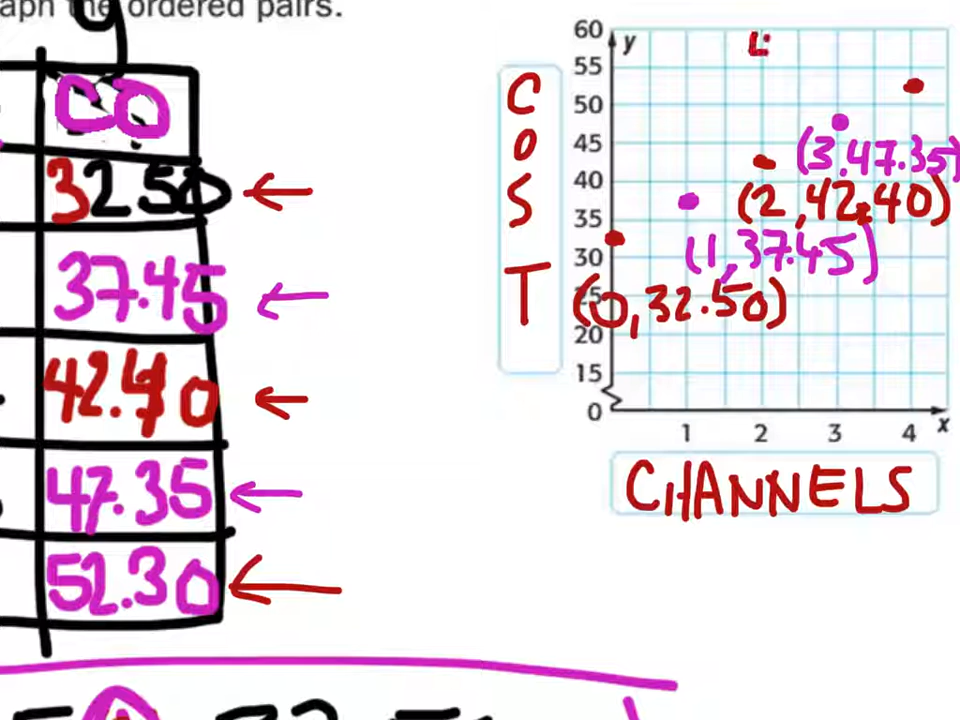 aph the ordered pairs.
y
CO
32.50
37.45
42.40
47.35
52.30
COST
60
55
50
45
40
35
30
25
20
15
0
y
(3,47.35)
(2,42.40)
(1,37.45)
(0,32.50)
1 2 3 4 x
CHANNELS